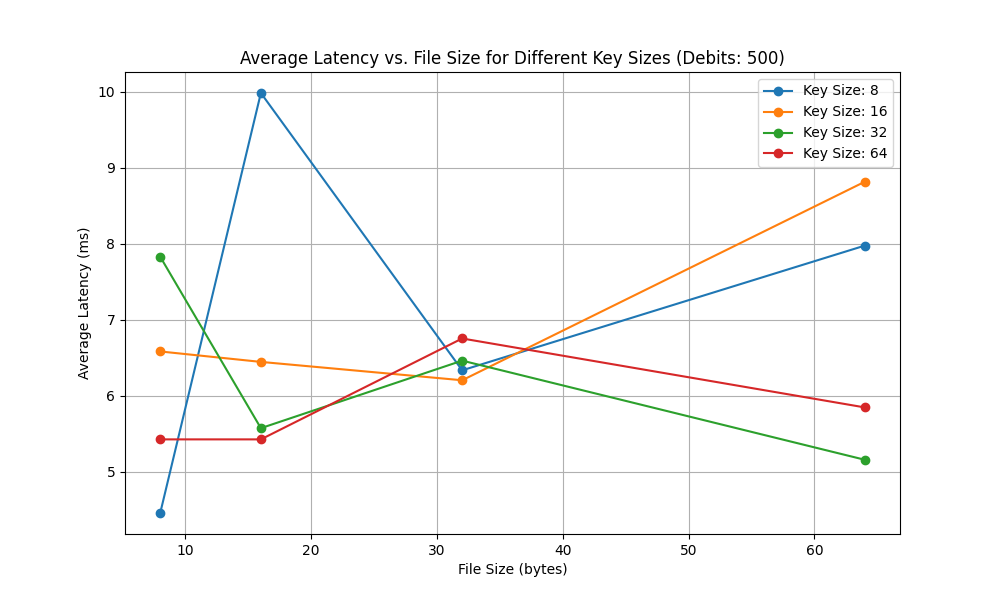 Average Latency vs. File Size for Different Key Sizes (Debits: 500)
Key Size: 8
Key Size: 16
Key Size: 32
Key Size: 64
Average Latency (ms)
10
9
8
7
6
5
10 20 30 40 50 60
File Size (bytes)